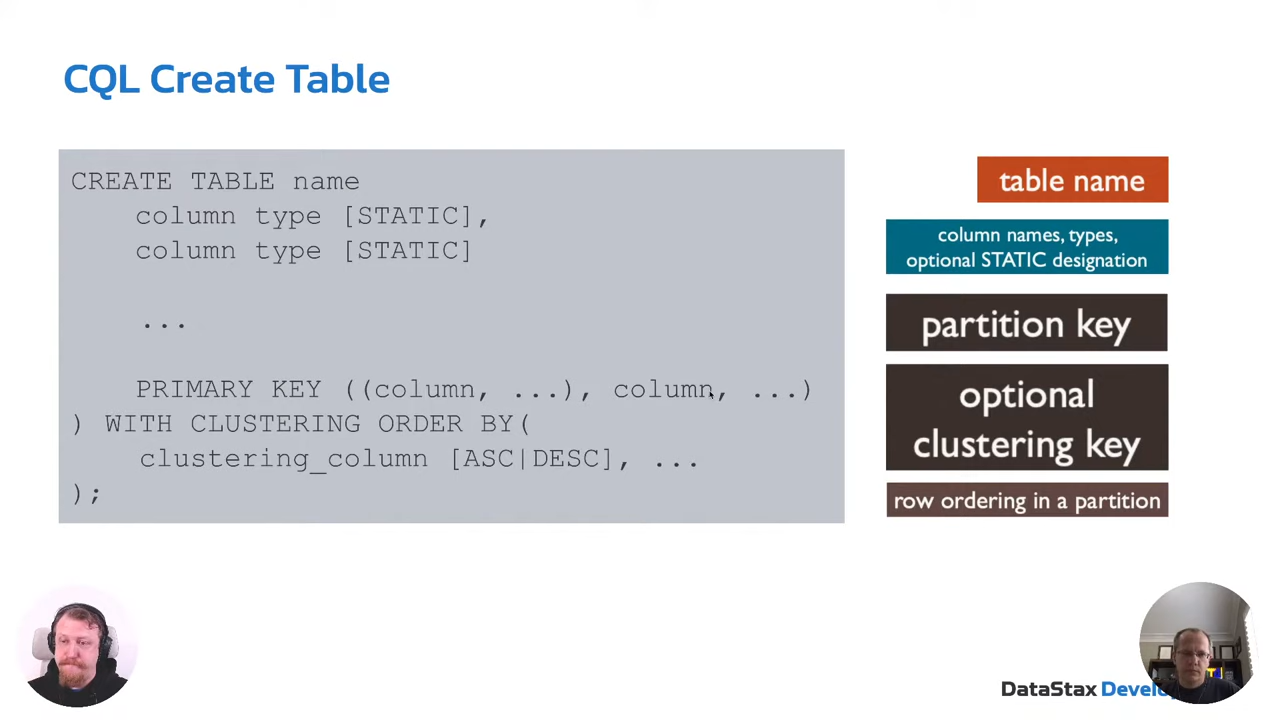 CQL Create Table
CREATE TABLE name
column type [STATIC],
column type [STATIC]
...
PRIMARY KEY ((column, ...), column, ...)
) WITH CLUSTERING ORDER BY(
clustering_column [ASC|DESC], ...
);
table name
column names, types,
optional STATIC designation
partition key
optional
clustering key
row ordering in a partition
DataStax